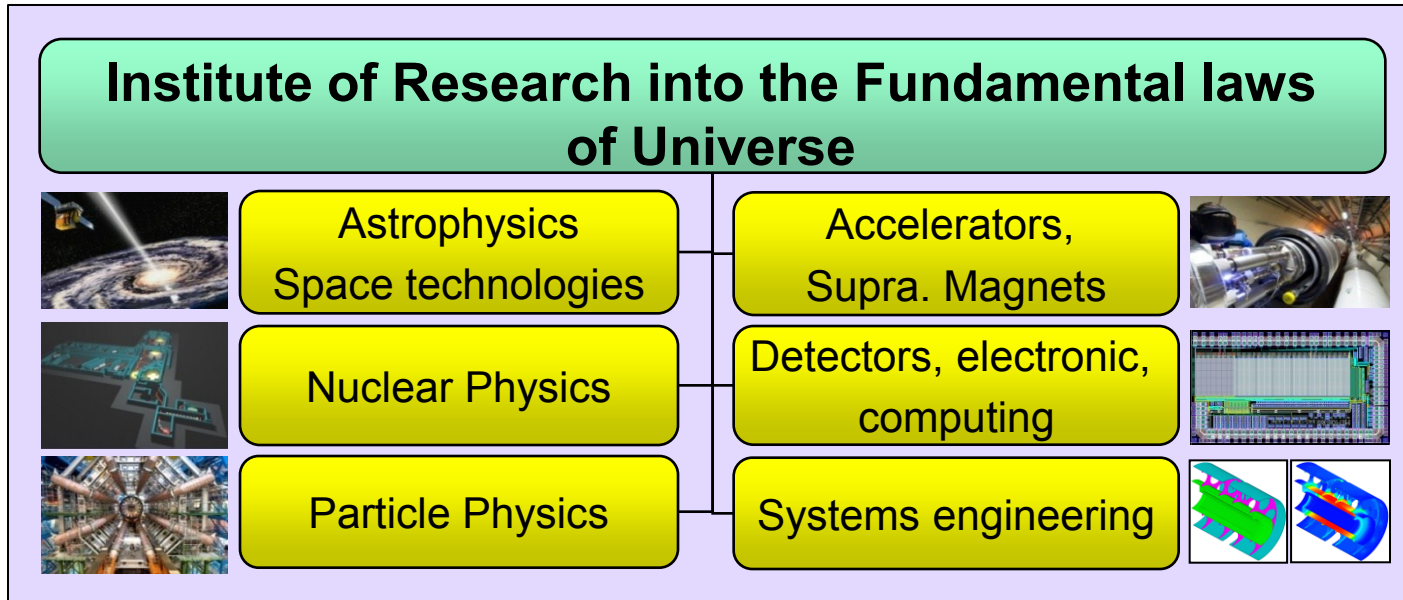 Institute of Research into the Fundamental laws
of Universe
Astrophysics
Space technologies
Accelerators,
Supra. Magnets
Nuclear Physics
Detectors, electronic,
computing
Particle Physics
Systems engineering